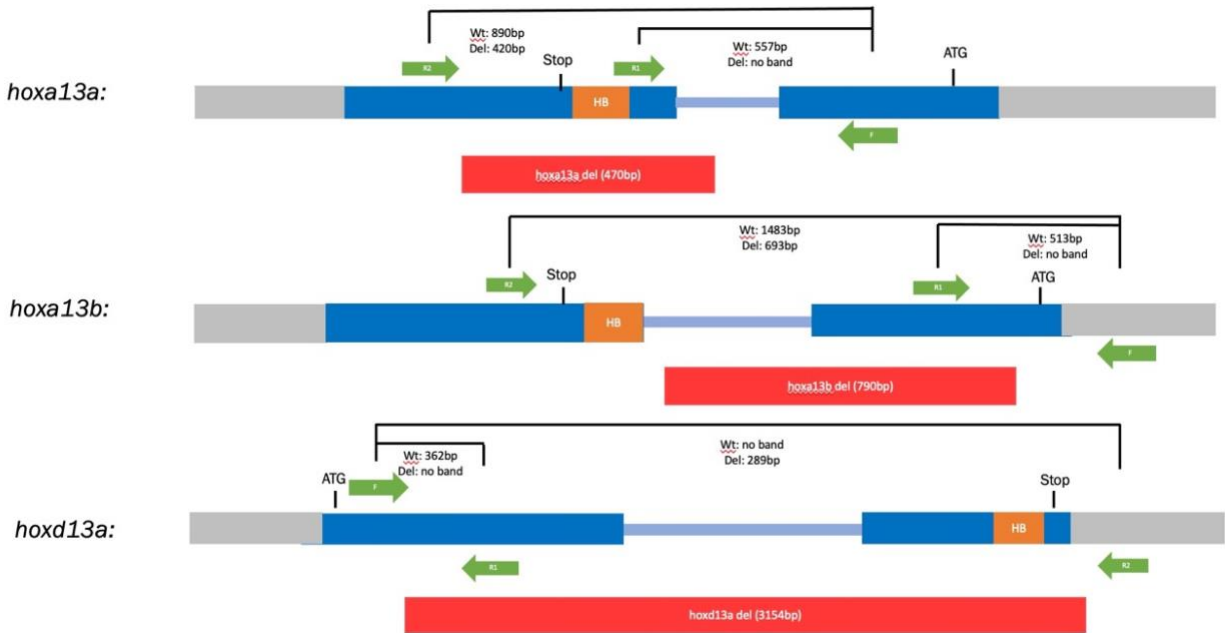 Wt: 890bp
Del: 420bp
Wt: 557bp
Del: no band
R2
Stop
R1
ATG
hoxa13a:
HB
F
hoxa13a del (470bp)
Wt: 1483bp
Del: 693bp
Wt: 513bp
Del: no band
R2
Stop
R1
ATG
hoxa13b:
HB
F
hoxa13b del (790bp)
Wt: no band
Del: 289bp
Wt: 362bp
Del: no band
ATG
F
Stop
hoxd13a:
HB
R1
R2
hoxd13a del (3154bp)